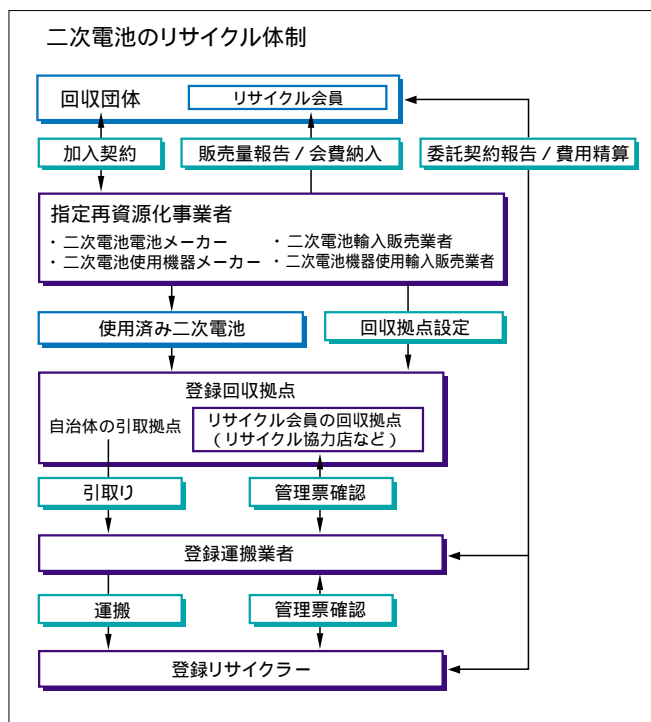 二次電池のリサイクル体制
回収団体
リサイクル会員
加入契約
販売量報告/会費納入
委託契約報告/費用精算
指定再資源化事業者
・二次電池電池メーカー
・二次電池輸入販売業者
・二次電池使用機器メーカー
・二次電池機器使用輸入販売業者
使用済み二次電池
回収拠点設定
登録回収拠点
自治体の引取拠点
リサイクル会員の回収拠点
(リサイクル協力店など)
引取り
管理票確認
登録運搬業者
運搬
管理票確認
登録リサイクラー